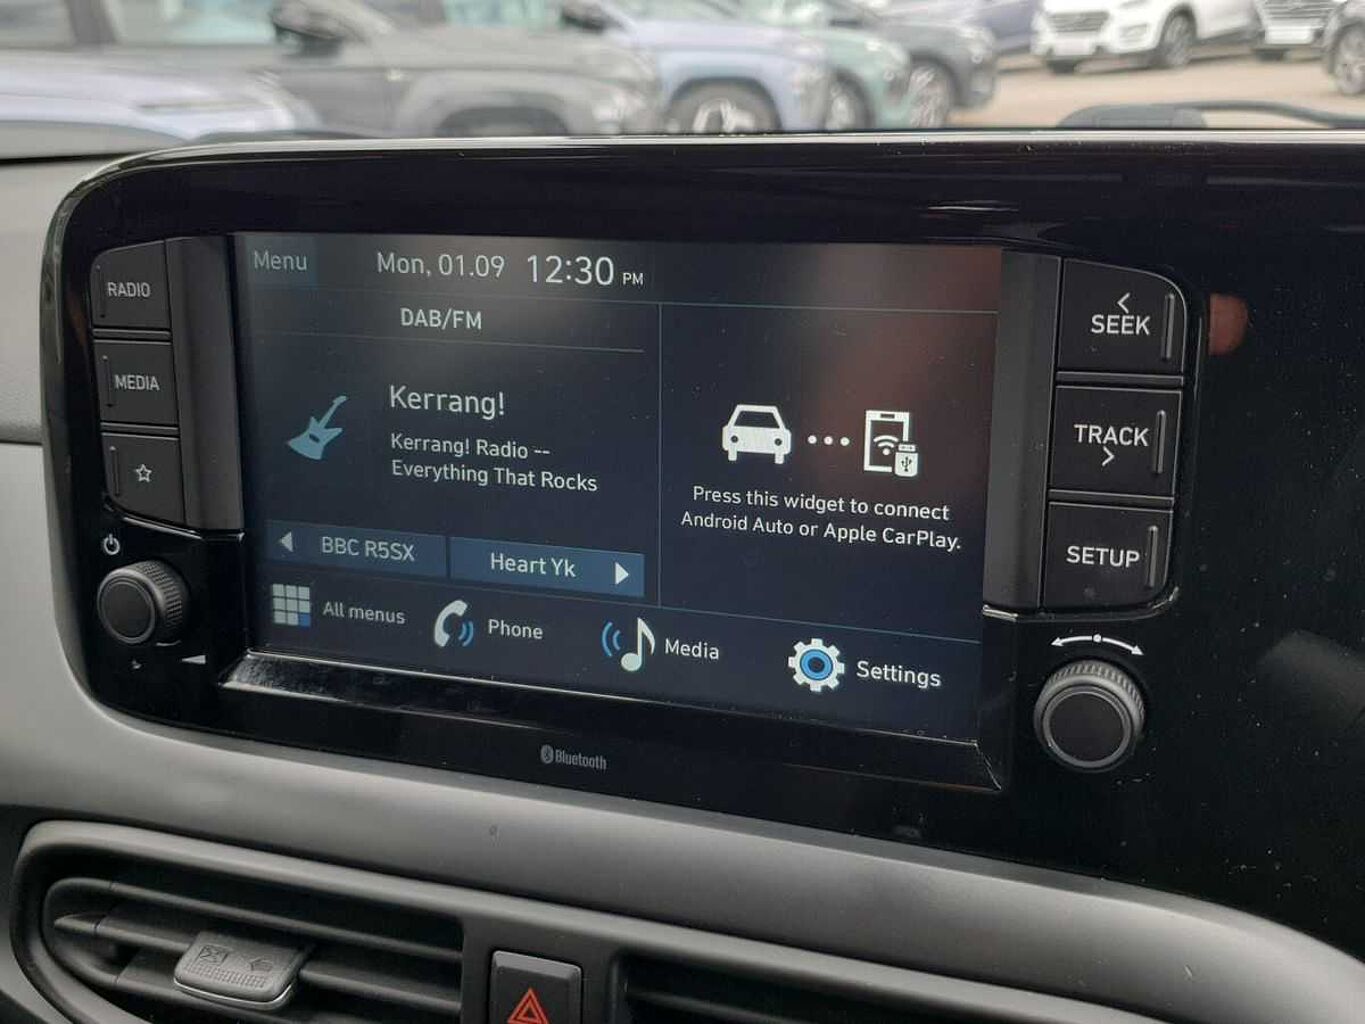 RADIO
MEDIA
Menu
Mon, 01.09
12:30 PM
DAB/FM
Kerrang!
Kerrang! Radio --
Everything That Rocks
BBC R5SX
Heart Yk
Press this widget to connect
Android Auto or Apple CarPlay.
All menus
Phone
Media
Settings
< SEEK
TRACK >
SETUP
Bluetooth